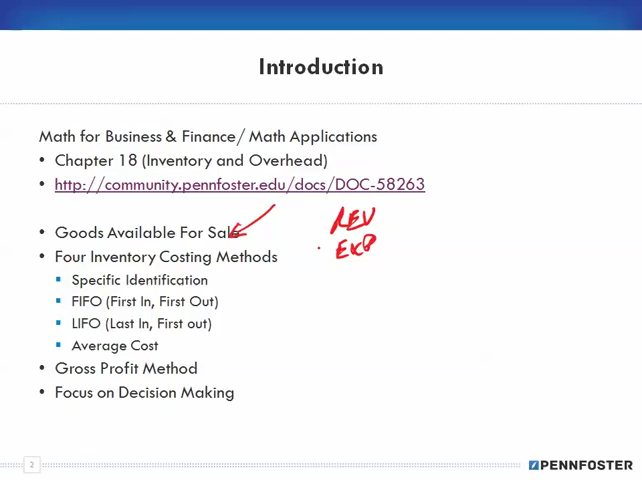 Introduction
Math for Business & Finance/ Math Applications
• Chapter 18 (Inventory and Overhead)
• http://community.pennfoster.edu/docs/DOC-58263
• Goods Available For Sale
REV
• Four Inventory Costing Methods
EXP
▪ Specific Identification
▪ FIFO (First In, First Out)
▪ LIFO (Last In, First out)
▪ Average Cost
• Gross Profit Method
• Focus on Decision Making
2
PENNFOSTER